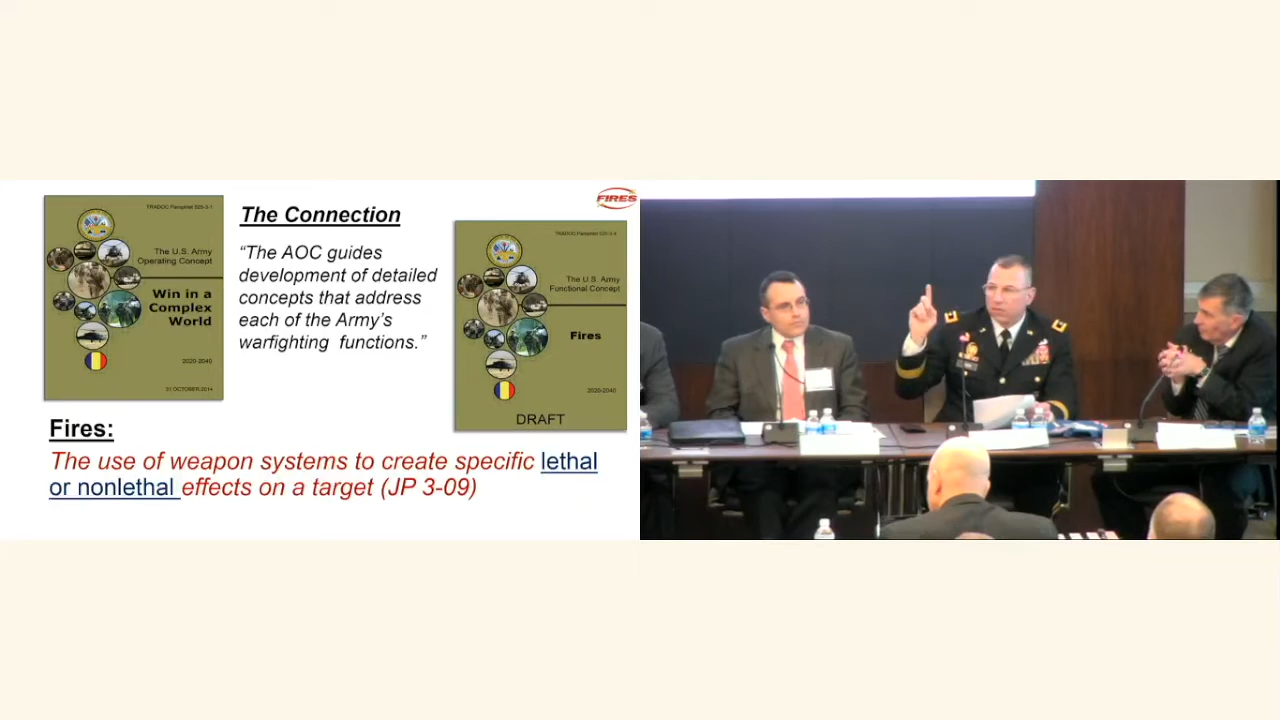 TRADOC Pamphlet 525-3-1
The U.S. Army
Operating Concept
Win in a
Complex
World
2020-2040
31 OCTOBER 2014
The Connection
“The AOC guides
development of detailed
concepts that address
each of the Army’s
warfighting functions.”
FIRES
The U.S. Army
Functional Concept
Fires
2020-2040
DRAFT
Fires:
The use of weapon systems to create specific lethal
or nonlethal effects on a target (JP 3-09)